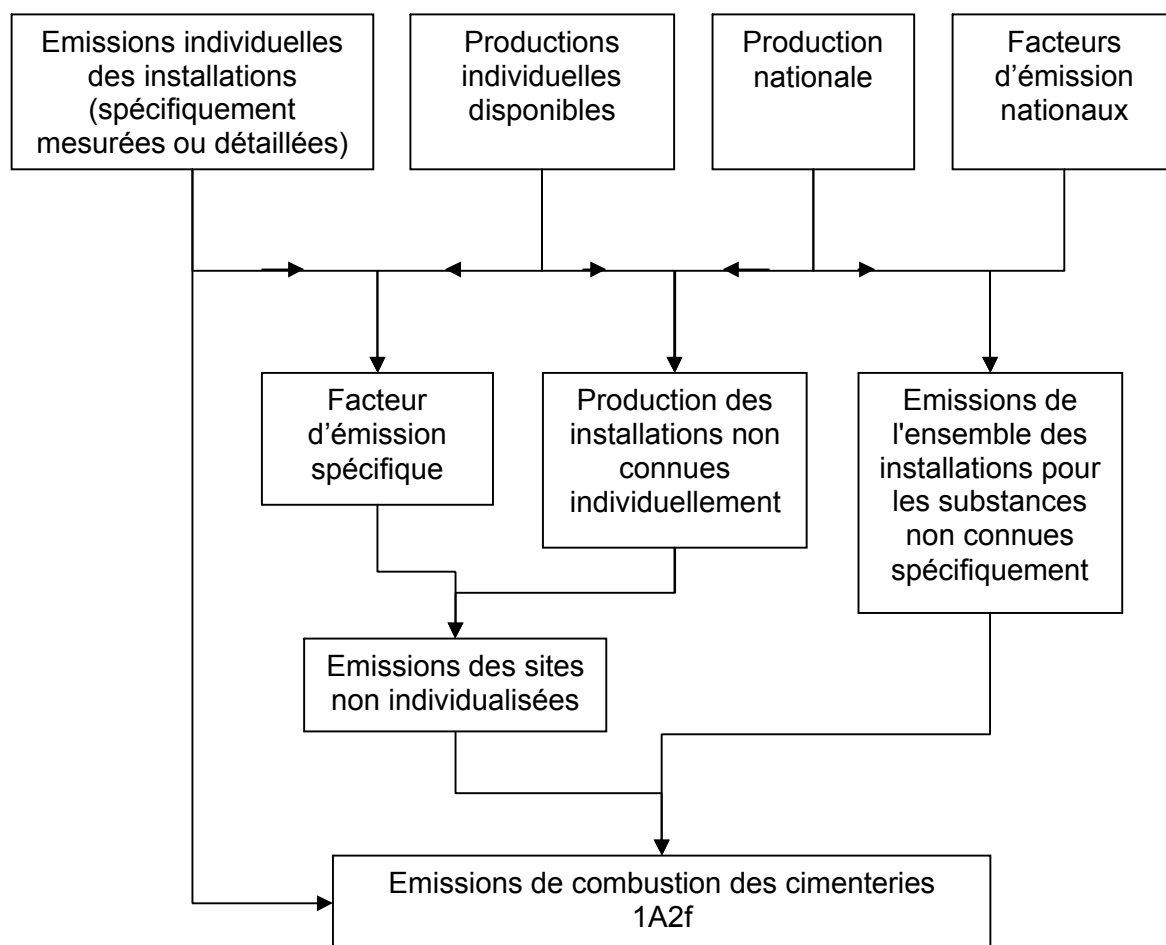 Emissions individuelles
des installations
(spécifiquement
mesurées ou détaillées)
Productions
individuelles
disponibles
Production
nationale
Facteurs
d’émission
nationaux
Facteur
d’émission
spécifique
Production des
installations non
connues
individuellement
Emissions de
l'ensemble des
installations pour
les substances
non connues
spécifiquement
Emissions des sites
non individualisées
Emissions de combustion des cimenteries
1A2f